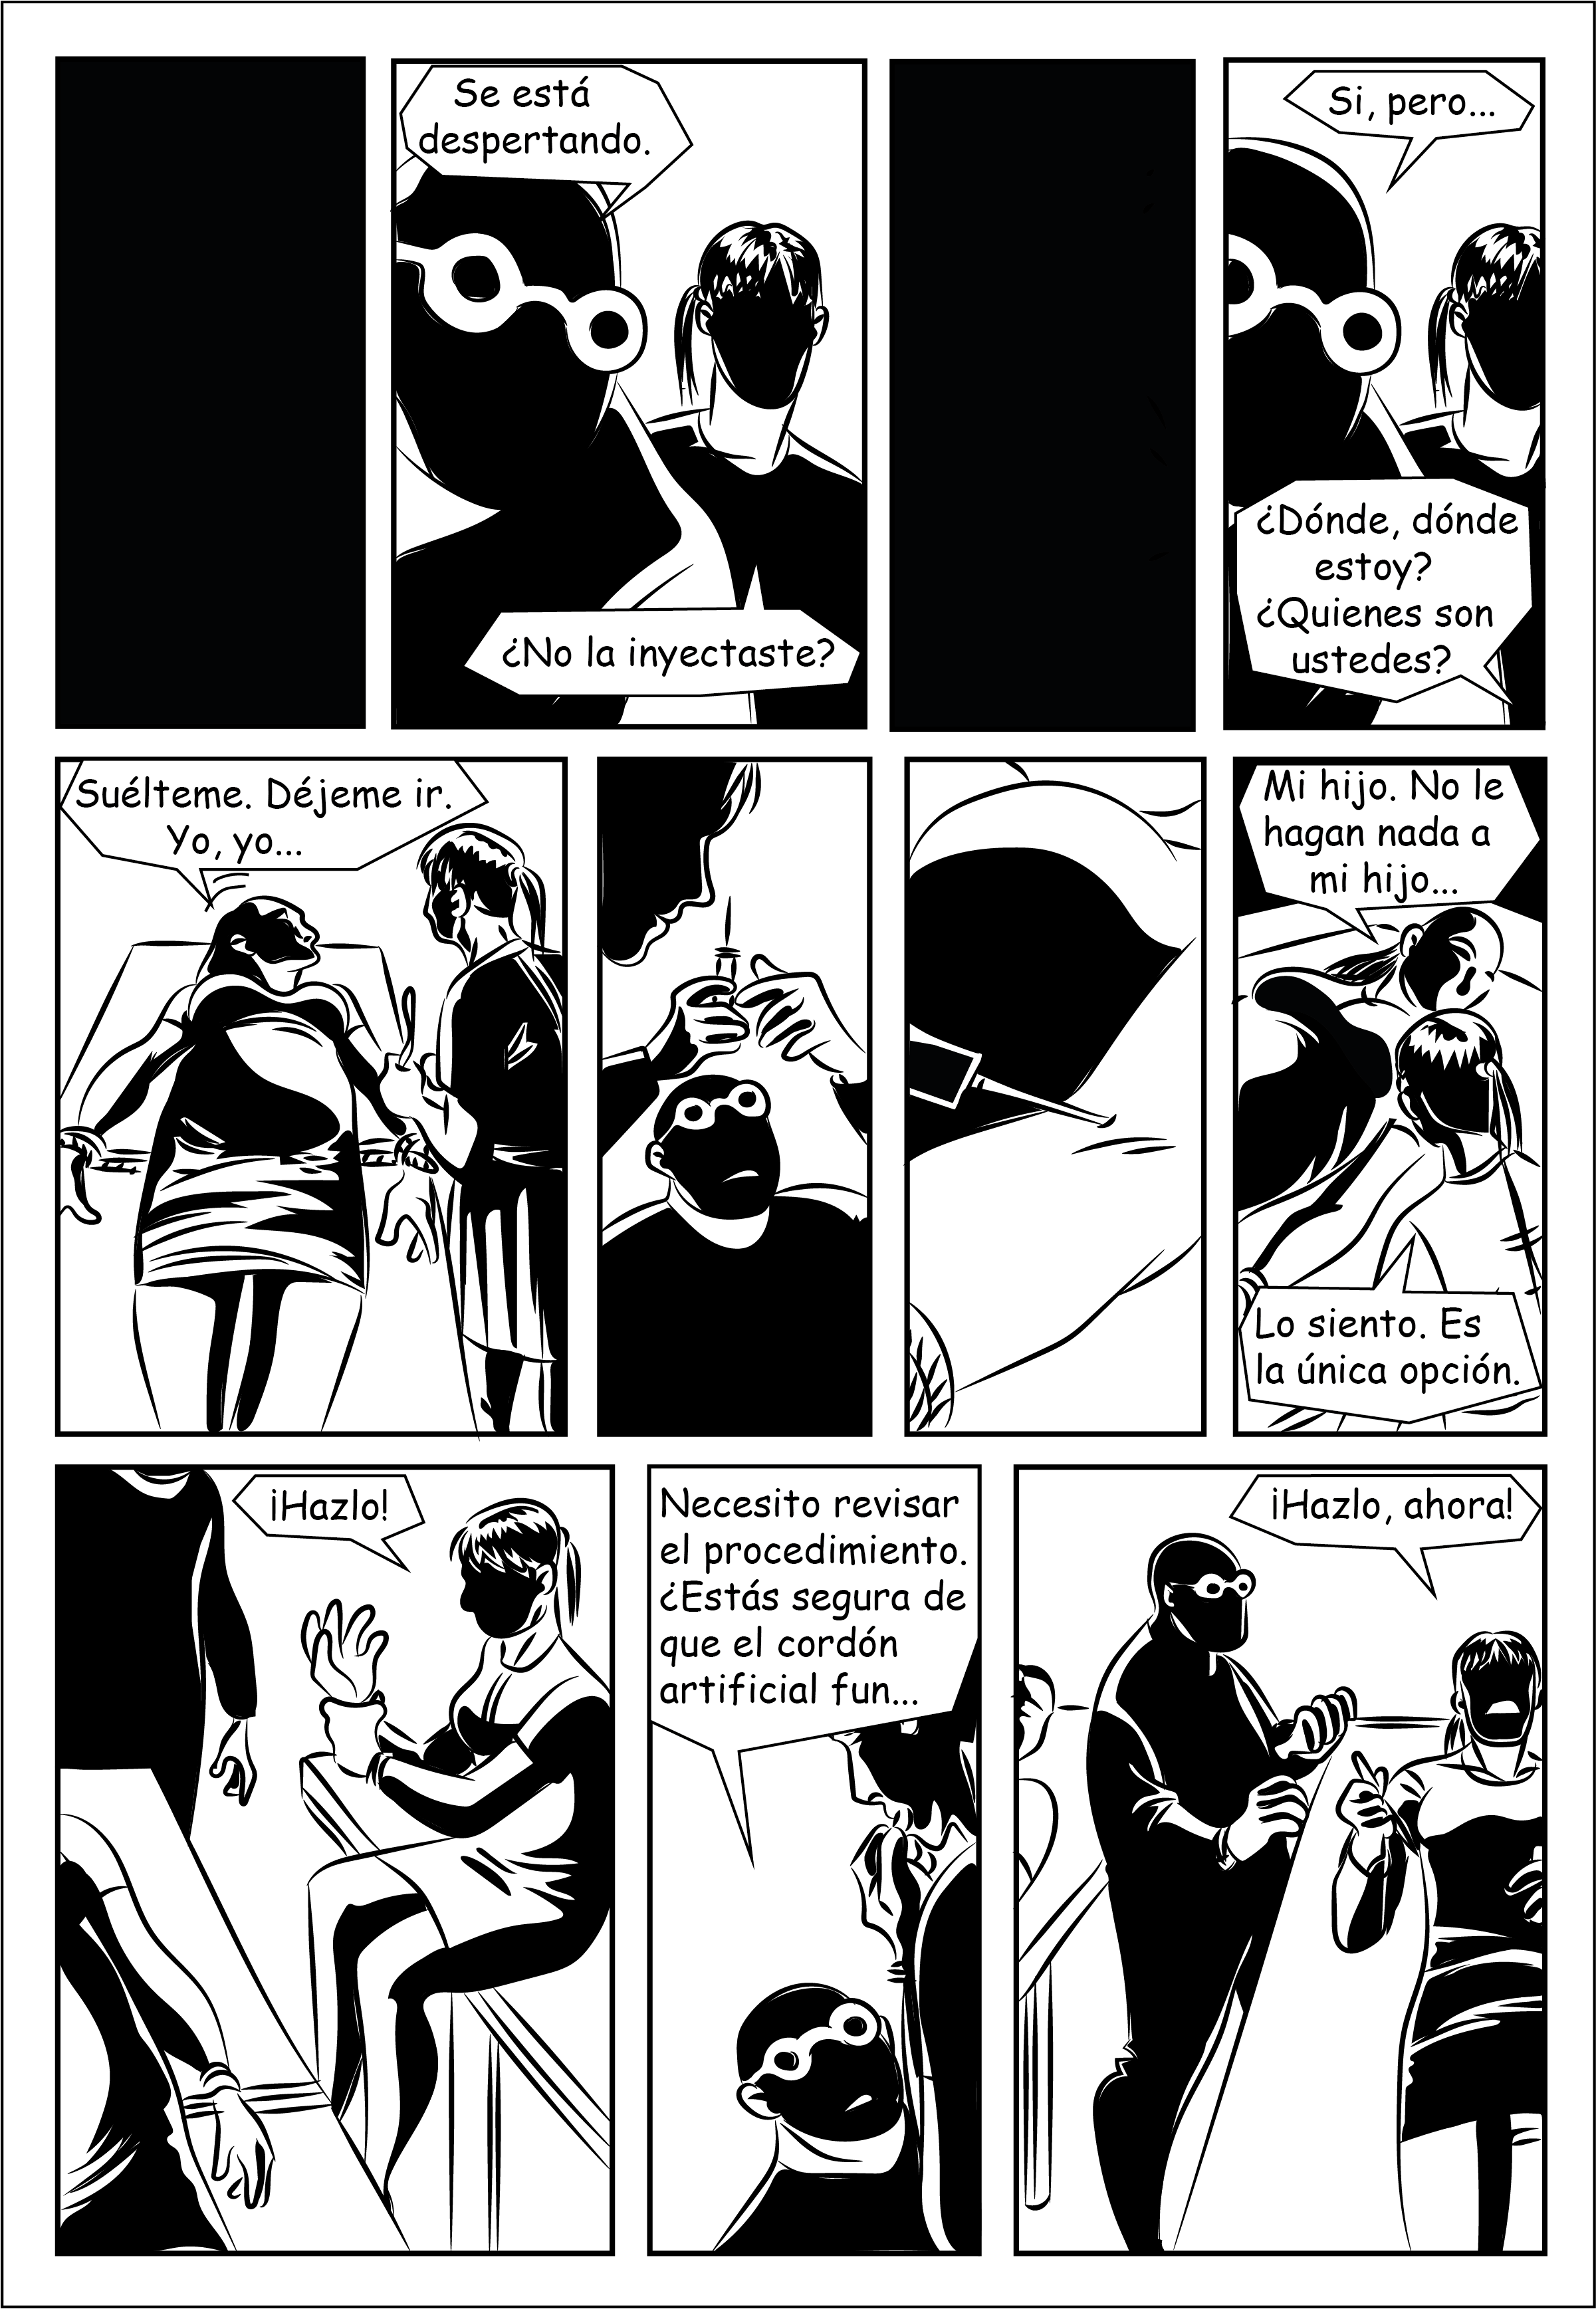 Se está
despertando.
¿No la inyectaste?
Si, pero...
¿Dónde, dónde
estoy?
¿Quienes son
ustedes?
Suélteme. Déjeme ir.
Yo, yo...
Mi hijo. No le
hagan nada a
mi hijo...
Lo siento. Es
la única opción.
¡Hazlo!
Necesito revisar
el procedimiento.
¿Estás segura de
que el cordón
artificial fun...
¡Hazlo, ahora!